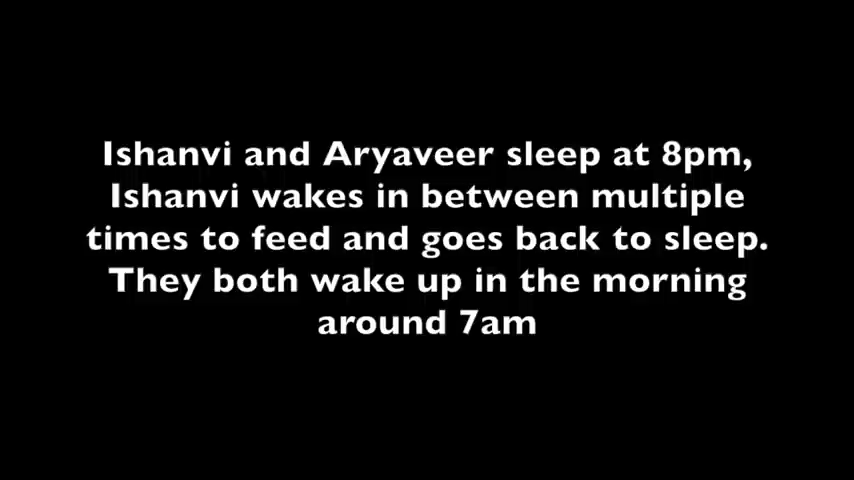 Ishanvi and Aryaveer sleep at 8pm,
Ishanvi wakes in between multiple
times to feed and goes back to sleep.
They both wake up in the morning
around 7am